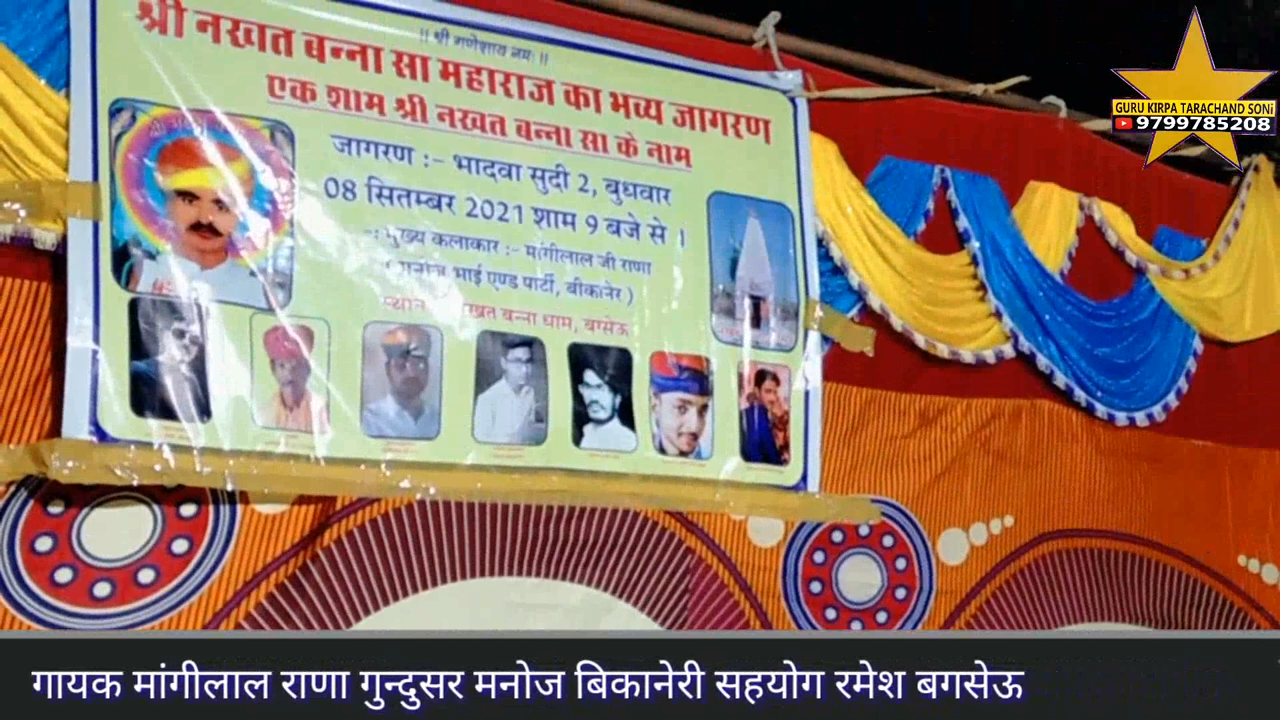 || श्री गणेशाय नमः ||
श्री नखत बन्ना सा महाराज का भव्य जागरण
एक शाम श्री नखत बन्ना सा के नाम
जागरण :- भादवा सुदी 2, बुधवार
08 सितम्बर 2021 शाम 9 बजे से ।
-: मुख्य कलाकार :- मांगीलाल जी राणा
भाई एण्ड पार्टी, बीकानेर )
बन्ना धाम, बगसेऊ
GURU KIRPA TARACHAND SONi
9799785208
गायक मांगीलाल राणा गुन्दुसर मनोज बिकानेरी सहयोग रमेश बगसेऊ